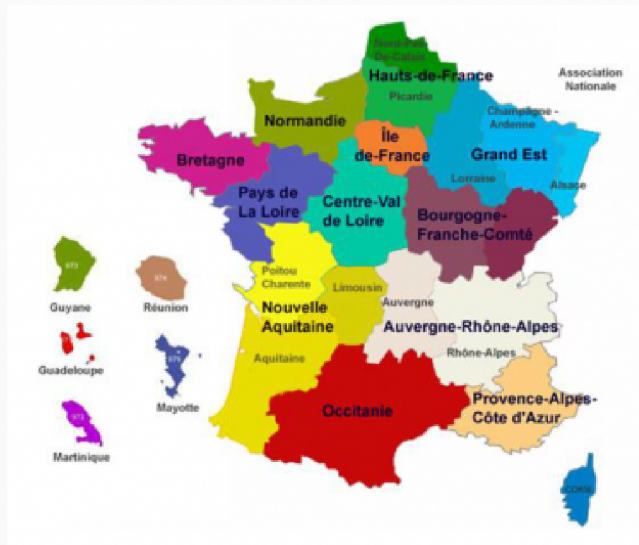 Nord-Pas-
De-Calais
Hauts-de-France
Picardie
Association
Nationale
Normandie
Île
de-France
Champagne -
Ardenne
Grand Est
Lorraine
Alsace
Bretagne
Pays de
La Loire
Centre-Val
de Loire
Bourgogne-
Franche-Comté
Poitou
Charente
Limousin
Nouvelle
Aquitaine
Aquitaine
Auvergne
Auvergne-Rhône-Alpes
Rhône-Alpes
Occitanie
Provence-Alpes-
Côte d'Azur
973
Guyane
974
Réunion
Guadeloupe
976
Mayotte
972
Martinique